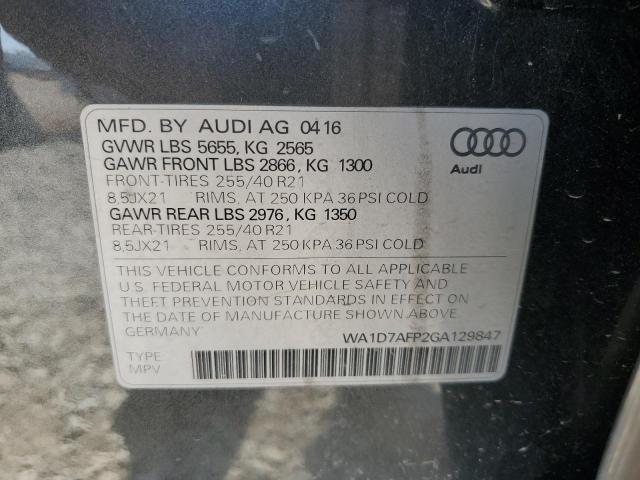 MFD. BY AUDI AG 04 16
GVWR LBS 5655, KG 2565
GAWR FRONT LBS 2866, KG 1300
FRONT-TIRES 255/40 R21
8,5JX21 RIMS, AT 250 KPA 36 PSI COLD
GAWR REAR LBS 2976, KG 1350
REAR-TIRES 255/40 R21
8,5JX21 RIMS, AT 250 KPA 36 PSI COLD
Audi
THIS VEHICLE CONFORMS TO ALL APPLICABLE
U.S. FEDERAL MOTOR VEHICLE SAFETY AND
THEFT PREVENTION STANDARDS IN EFFECT ON
THE DATE OF MANUFACTURE SHOWN ABOVE.
GERMANY
WA1D7AFP2GA129847
TYPE:
MPV